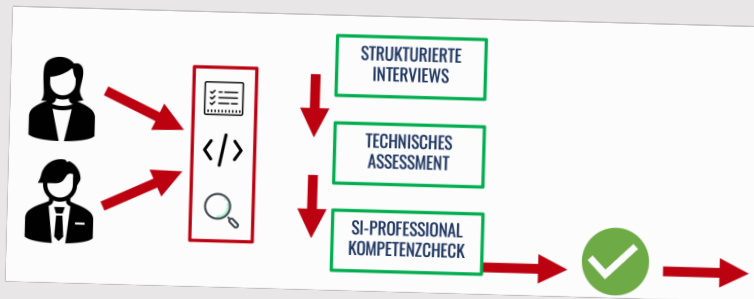 STRUKTURIERTE
INTERVIEWS
</>
TECHNISCHES
ASSESSMENT
SI-PROFESSIONAL
KOMPETENZCHECK